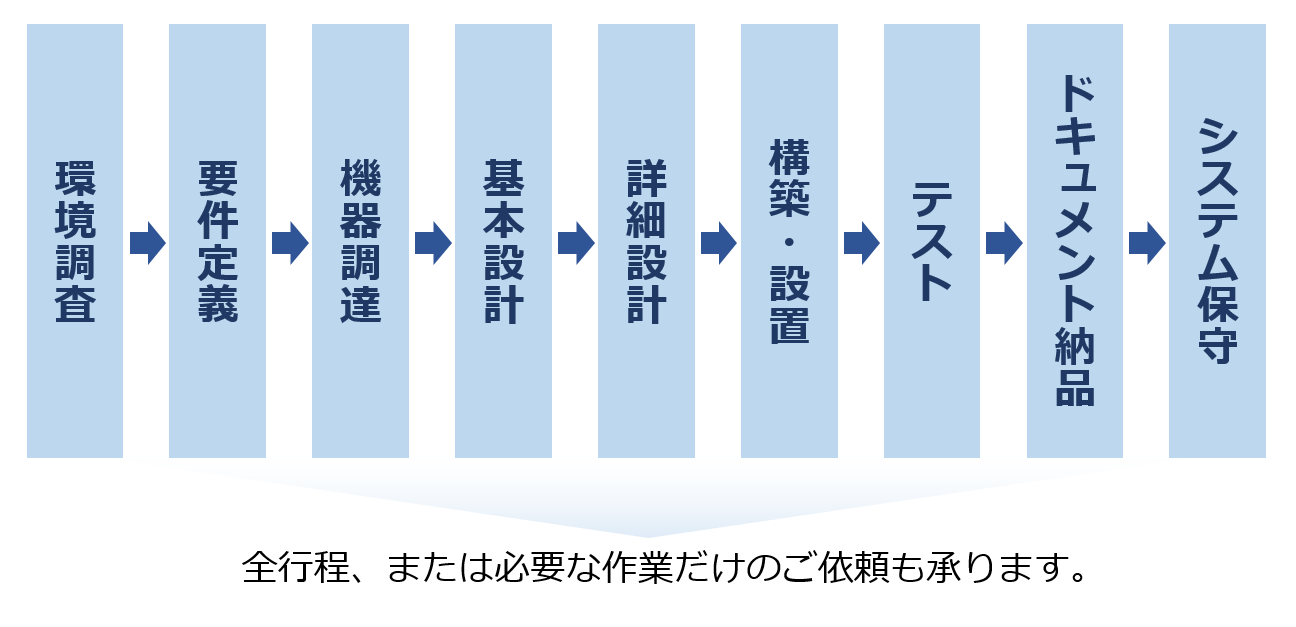 環境調査
要件定義
機器調達
基本設計
詳細設計
構築・設置
テスト
ドキュメント納品
システム保守
全行程、または必要な作業だけのご依頼も承ります。